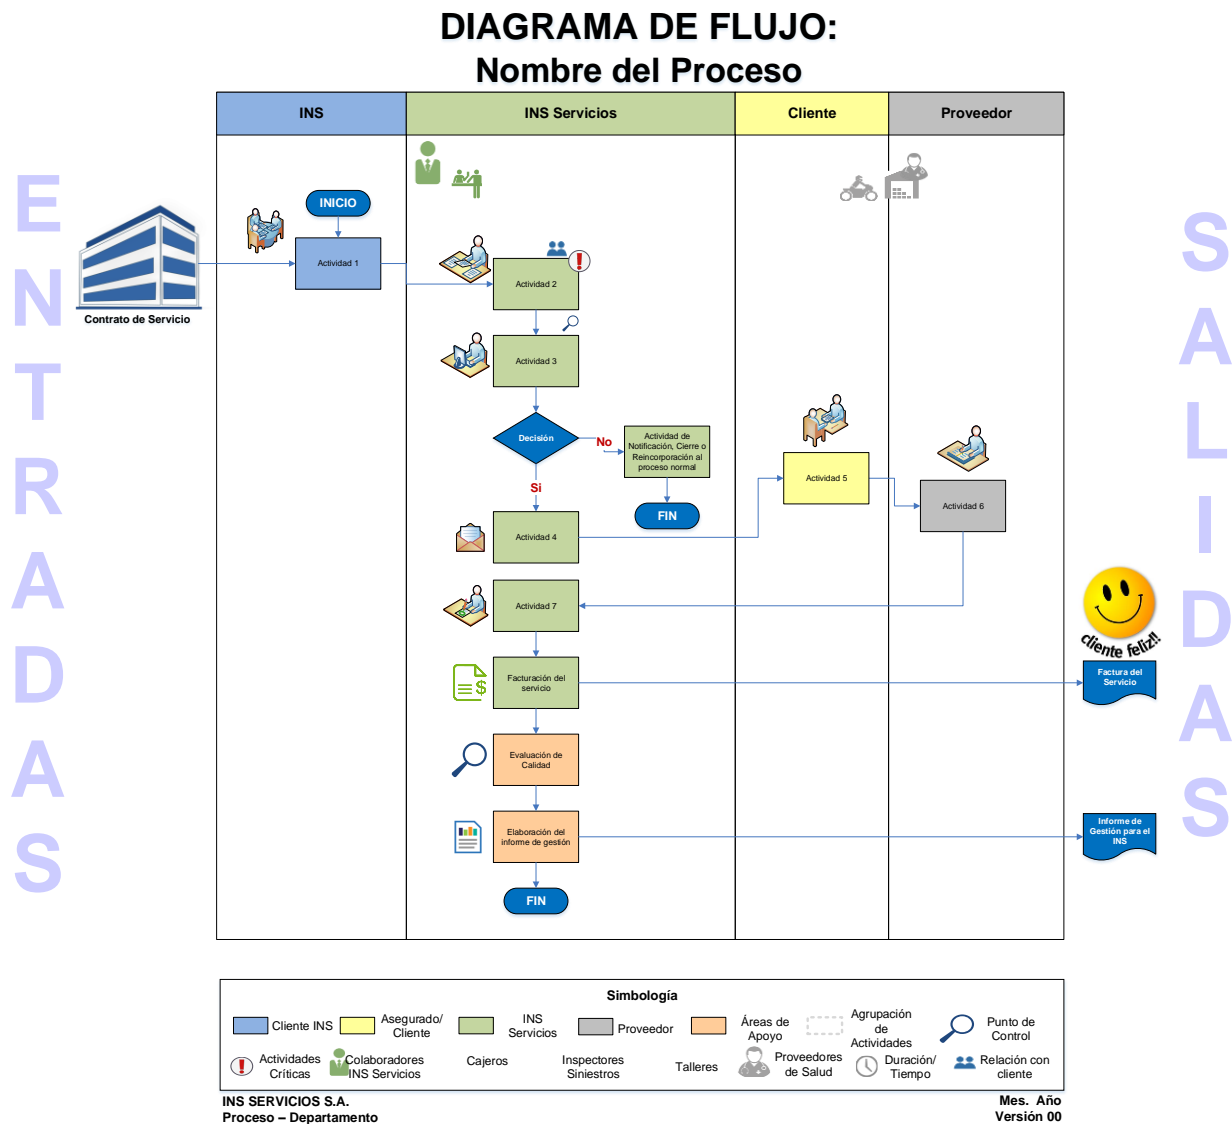 DIAGRAMA DE FLUJO:
Nombre del Proceso
INS
INS Servicios
Cliente
Proveedor
ENTRADAS
SALIDAS
INICIO
Contrato de Servicio
Actividad 1
Actividad 2
Actividad 3
Decisión
No
Actividad de
Notificación, Cierre o
Reincorporación al
proceso normal
Si
FIN
Actividad 4
Actividad 5
Actividad 6
Actividad 7
cliente feliz!!
Facturación del
servicio
Factura del
Servicio
Evaluación de
Calidad
Elaboración del
informe de gestión
Informe de
Gestión para el
INS
FIN
Simbología
Cliente INS
Asegurado/
Cliente
INS
Servicios
Proveedor
Áreas de
Apoyo
Agrupación
de
Actividades
Punto de
Control
Actividades
Críticas
Colaboradores
INS Servicios
Cajeros
Inspectores
Siniestros
Talleres
Proveedores
de Salud
Duración/
Tiempo
Relación con
cliente
INS SERVICIOS S.A.
Proceso – Departamento
Mes. Año
Versión 00